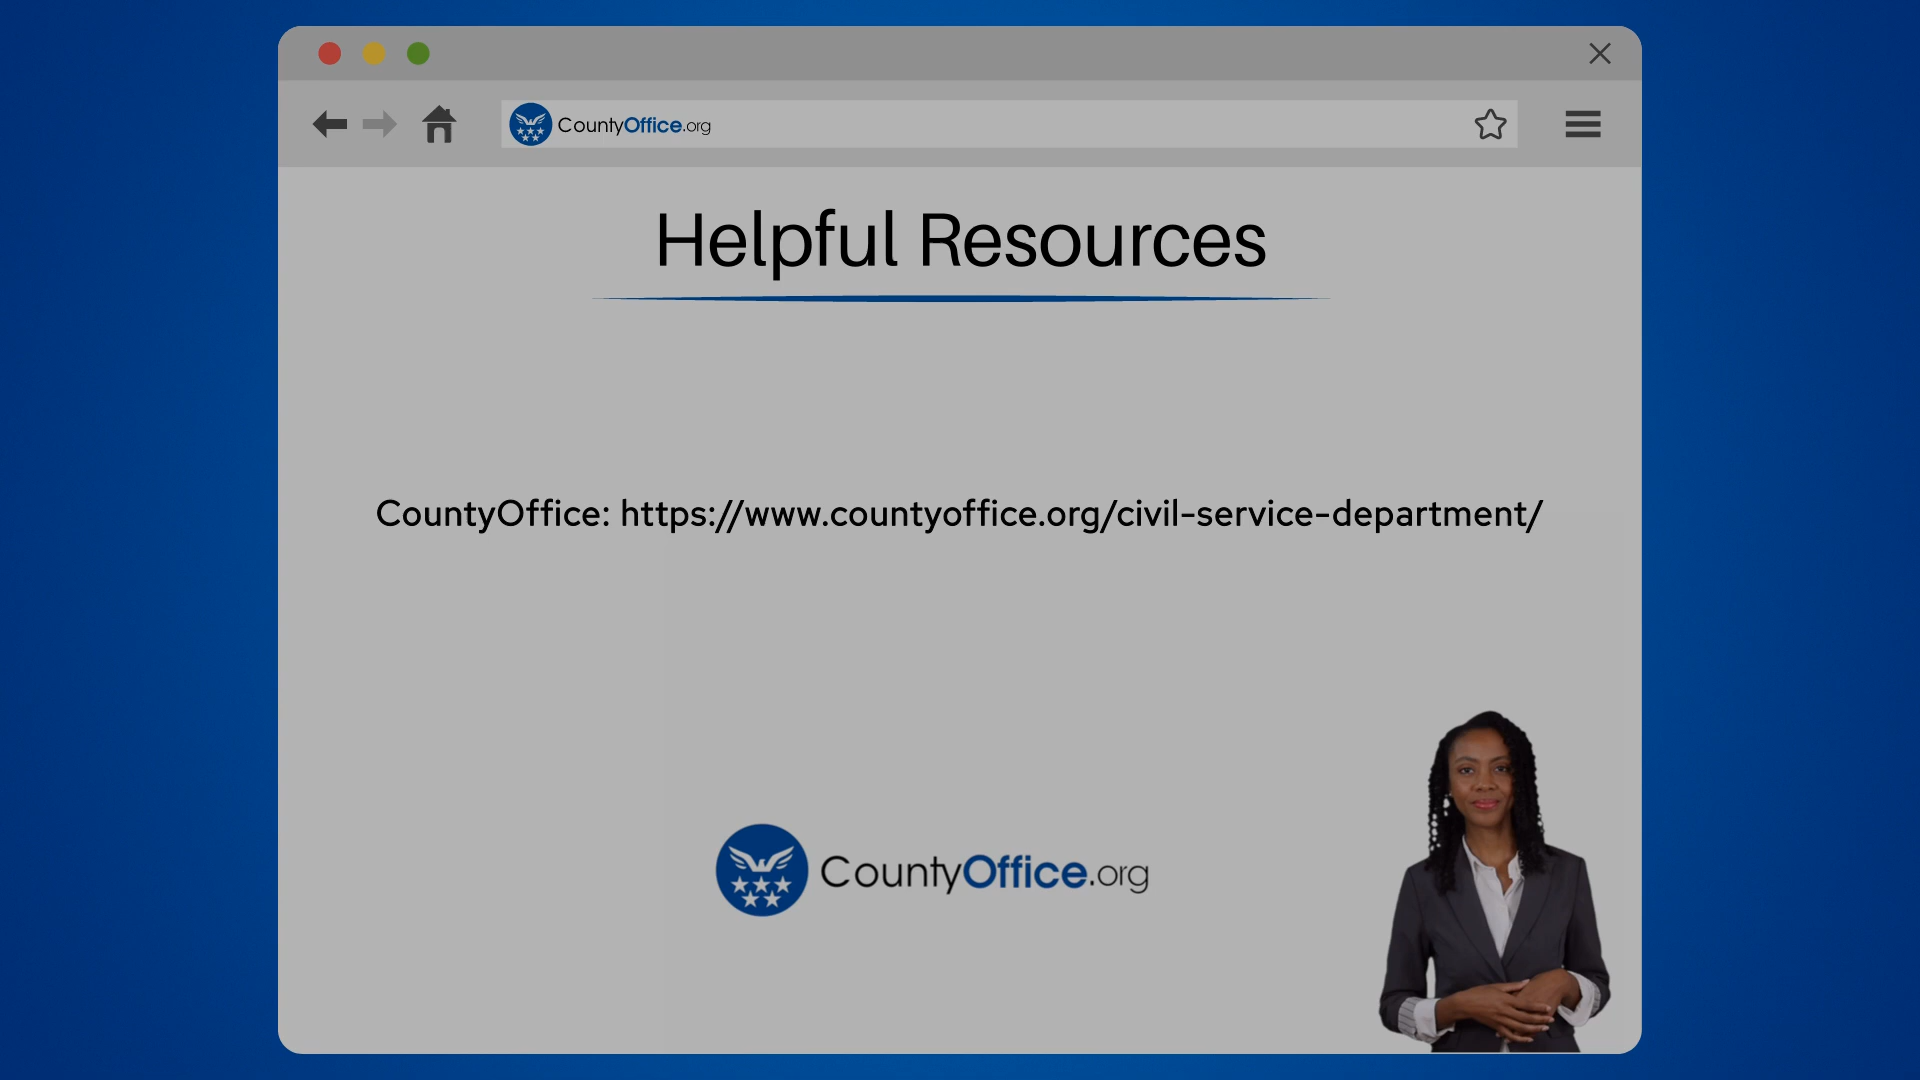 CountyOffice.org
Helpful Resources
CountyOffice: https://www.countyoffice.org/civil-service-department/
CountyOffice.org